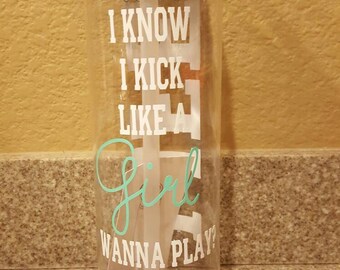 I KNOW
I KICK
LIKE A
Girl
WANNA PLAY?